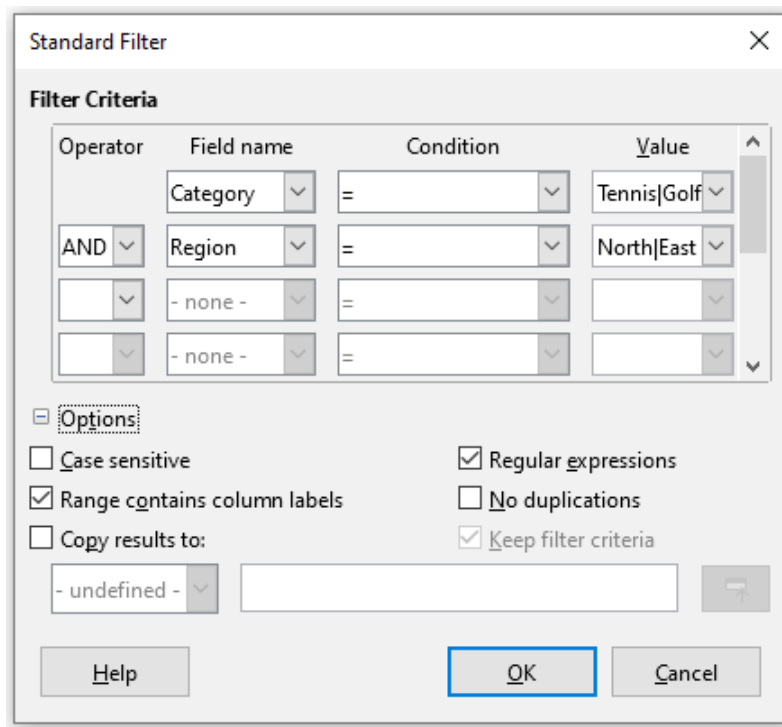 Standard Filter
Filter Criteria
Operator Field name Condition Value
Category = Tennis|Golf
AND Region = North|East
- none - =
- none - =
Options
Case sensitive Regular expressions
Range contains column labels No duplications
Copy results to: Keep filter criteria
- undefined -
Help OK Cancel